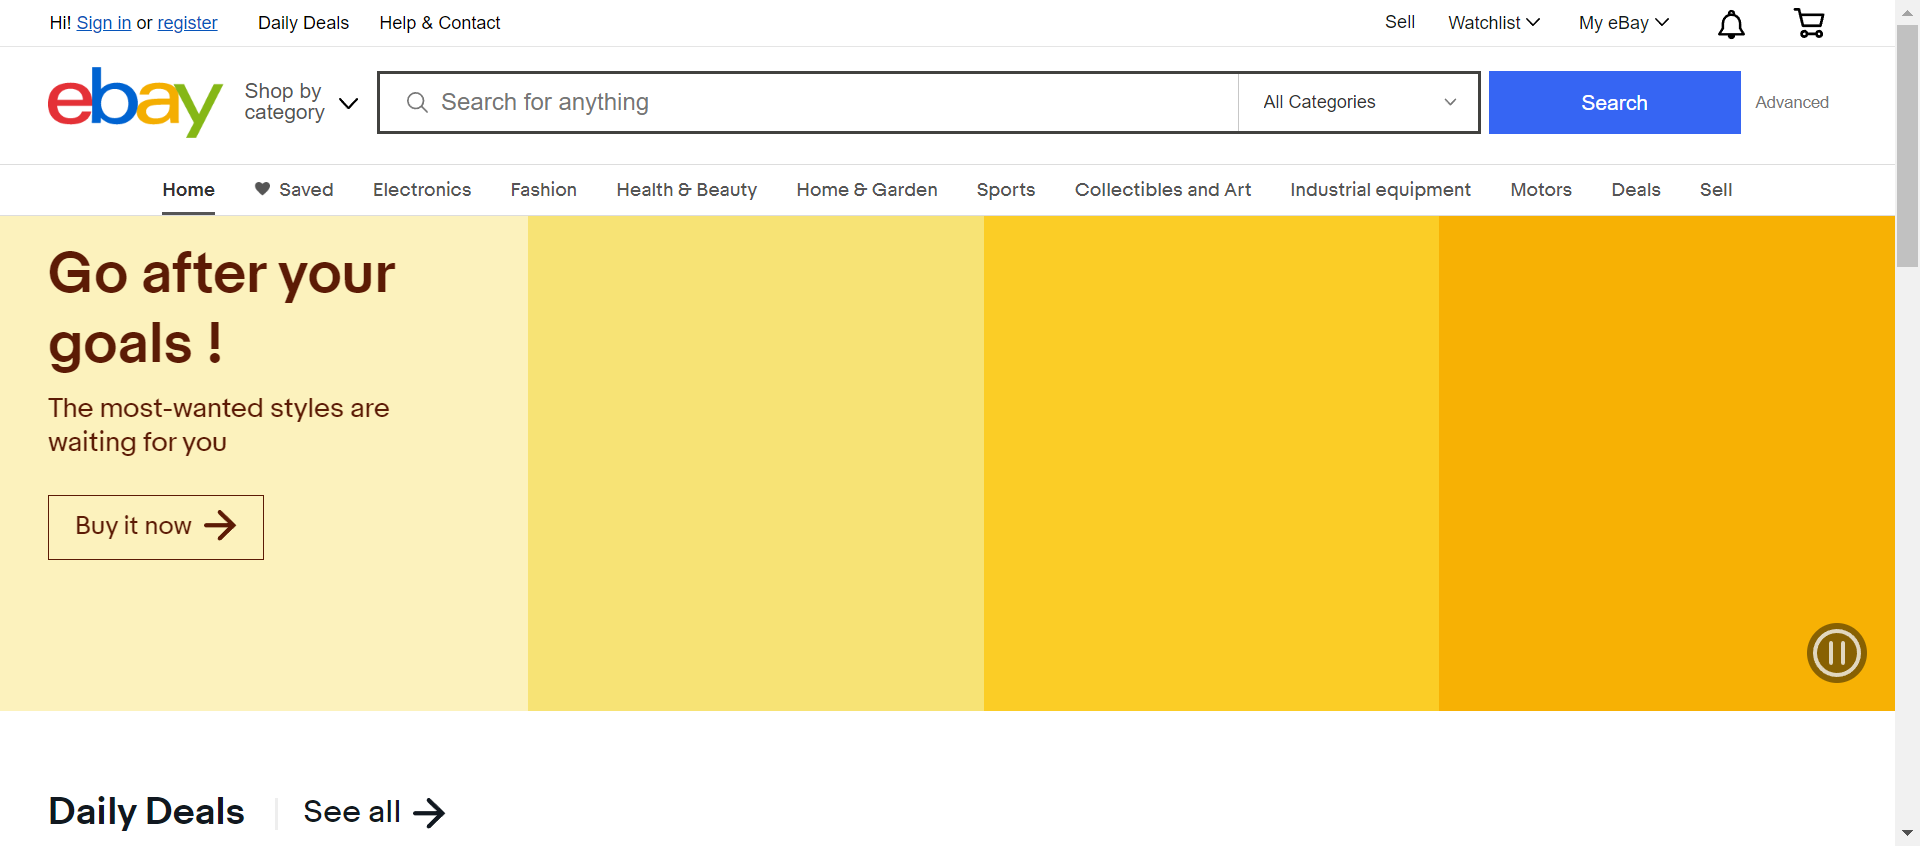 Hi! Sign in or register Daily Deals Help & Contact Sell Watchlist My eBay
ebay
Shop by
category
Search for anything
All Categories
Search
Advanced
Home Saved Electronics Fashion Health & Beauty Home & Garden Sports Collectibles and Art Industrial equipment Motors Deals Sell
Go after your
goals !
The most-wanted styles are
waiting for you
Buy it now
Daily Deals See all